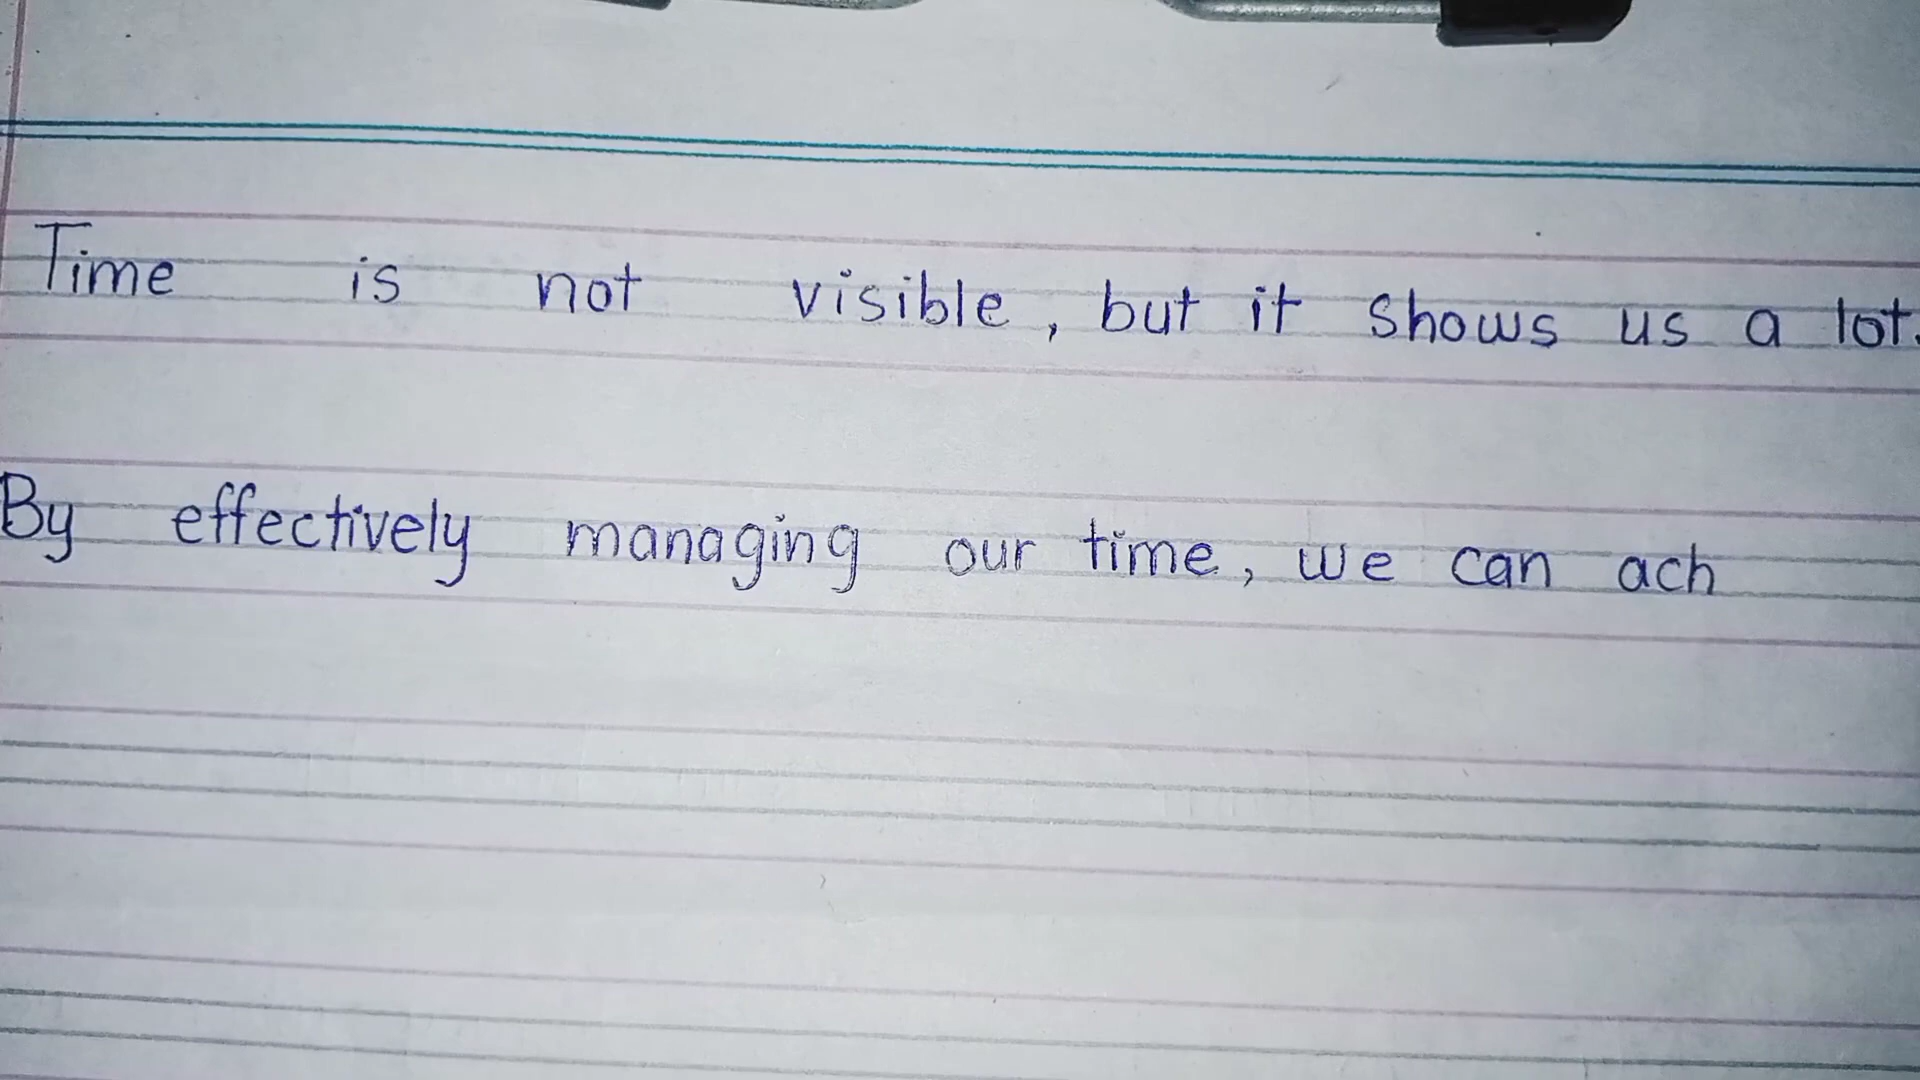 Time is not visible, but it shows us a lot.
By effectively managing our time, we can ach